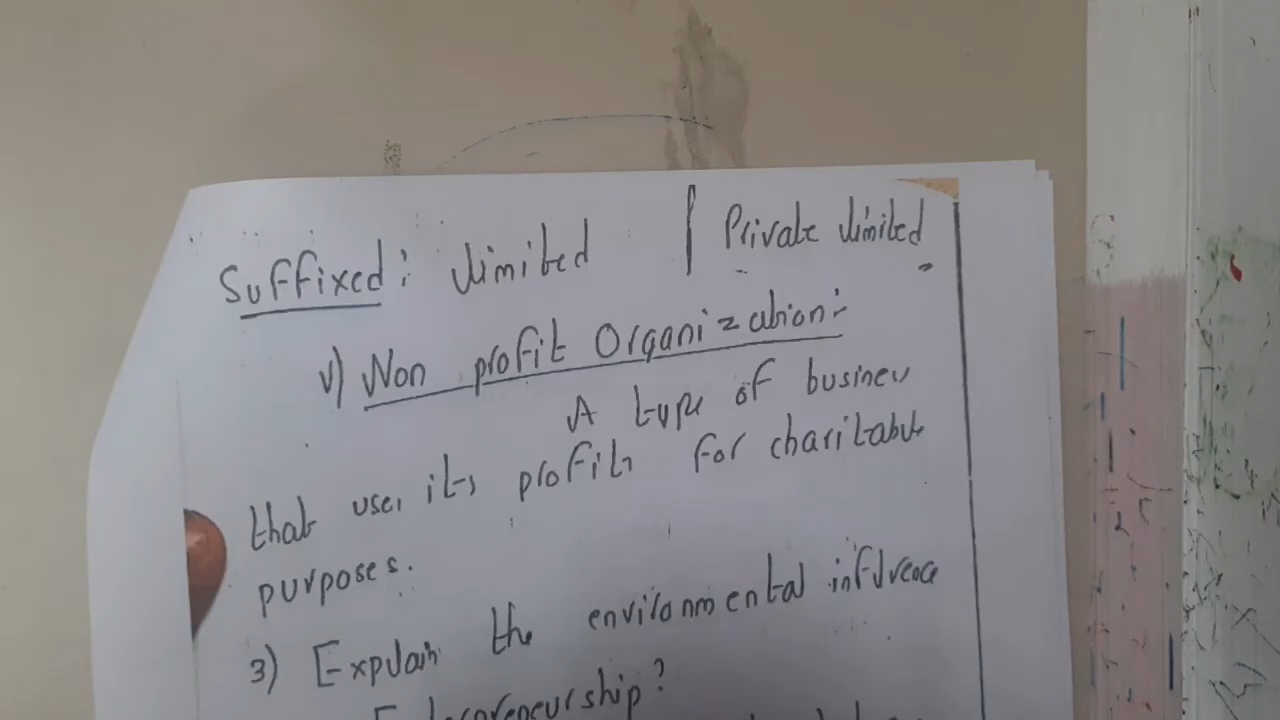 Suffixed: Limited | Private Limited
v) Non profit Organization:-
A type of business
that uses its profits for charitable
purposes.
3) Explain the environmental influence
Entrepreneurship?